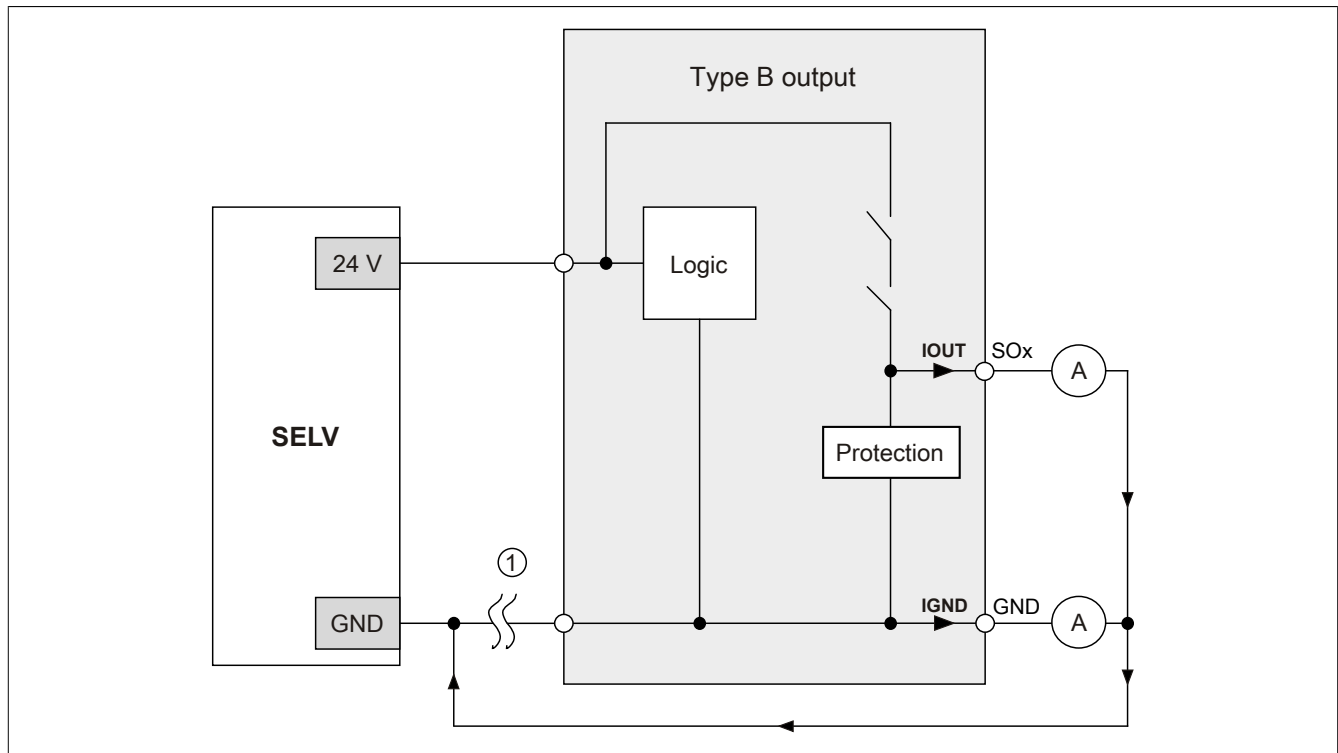 Type B output
24 V
Logic
IOUT
SOx
A
SELV
Protection
1
GND
IGND
GND
A